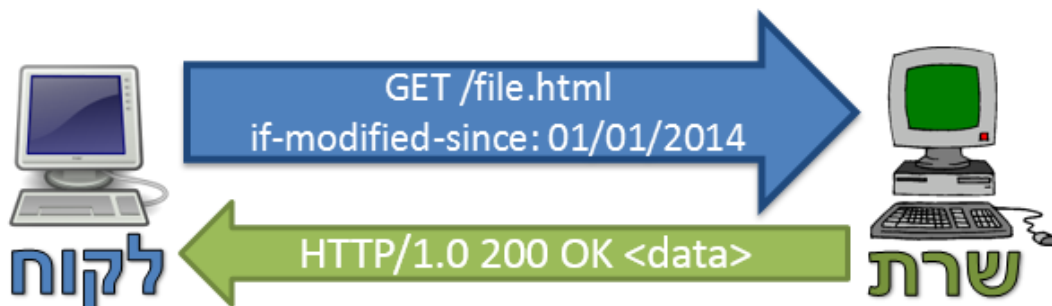 GET /file.html
if-modified-since: 01/01/2014
HTTP/1.0 200 OK <data>
לקוח
שרת